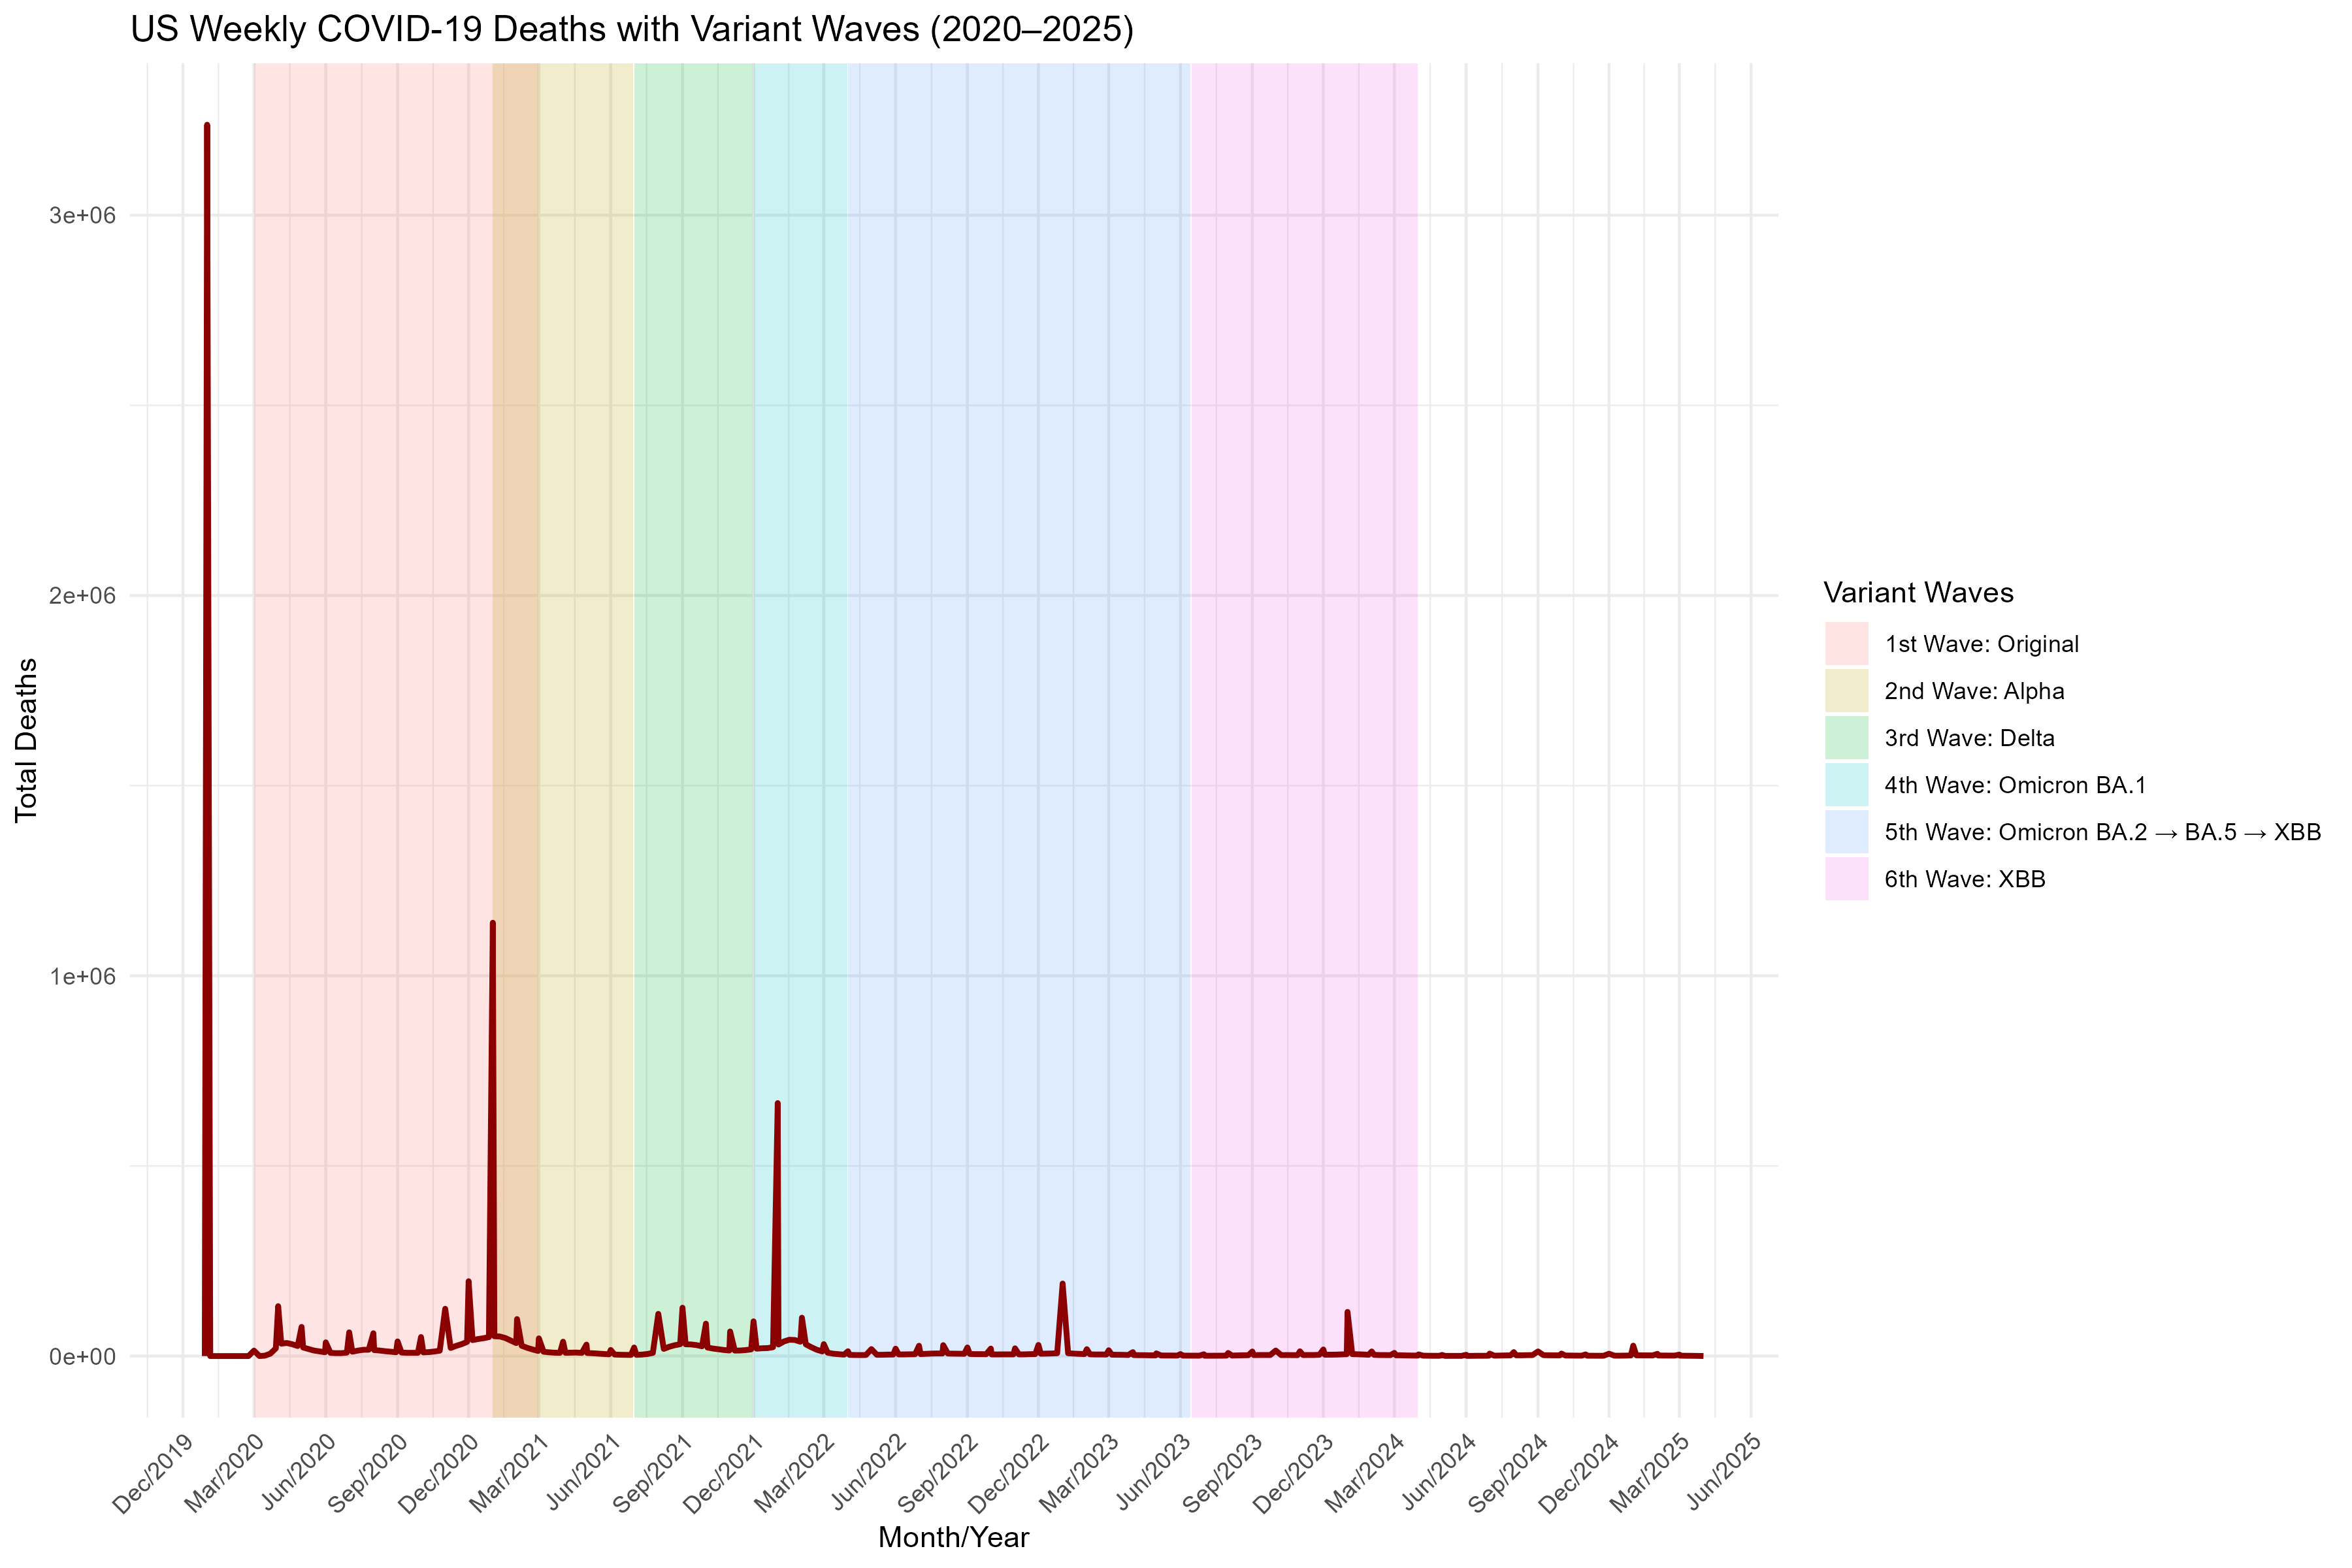 US Weekly COVID-19 Deaths with Variant Waves (2020–2025)
Total Deaths
3e+06
2e+06
1e+06
0e+00
Dec/2019
Mar/2020
Jun/2020
Sep/2020
Dec/2020
Mar/2021
Jun/2021
Sep/2021
Dec/2021
Mar/2022
Jun/2022
Sep/2022
Dec/2022
Mar/2023
Jun/2023
Sep/2023
Dec/2023
Mar/2024
Jun/2024
Sep/2024
Dec/2024
Mar/2025
Jun/2025
Month/Year
Variant Waves
1st Wave: Original
2nd Wave: Alpha
3rd Wave: Delta
4th Wave: Omicron BA.1
5th Wave: Omicron BA.2 → BA.5 → XBB
6th Wave: XBB